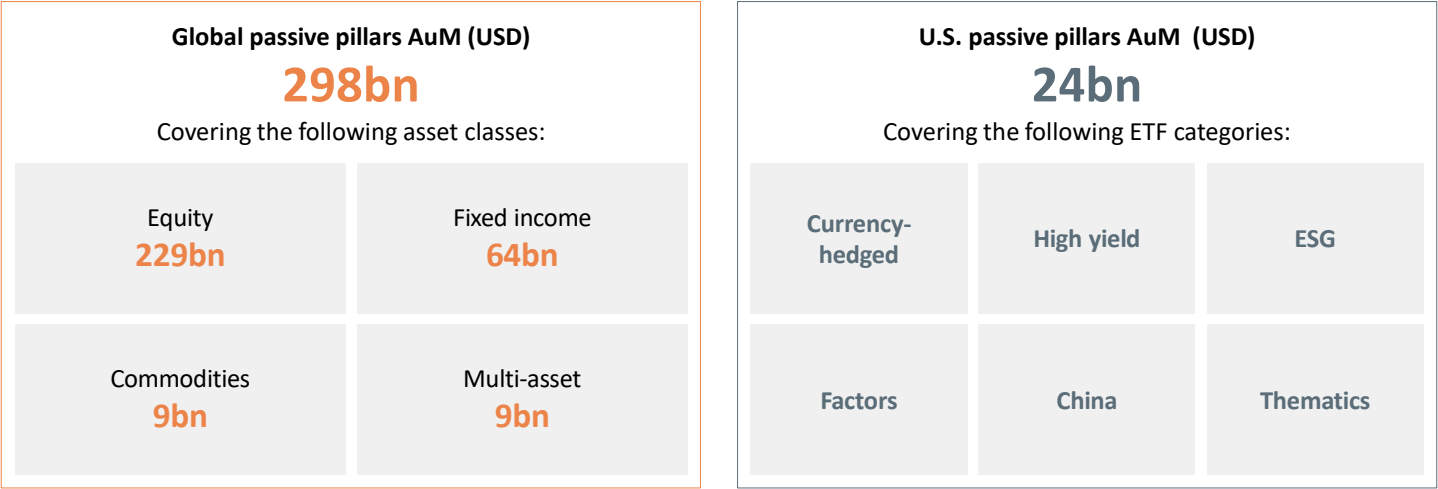 Global passive pillars AuM (USD)
298bn
Covering the following asset classes:
Equity
229bn
Fixed income
64bn
Commodities
9bn
Multi-asset
9bn
U.S. passive pillars AuM (USD)
24bn
Covering the following ETF categories:
Currency-
hedged
High yield
ESG
Factors
China
Thematics